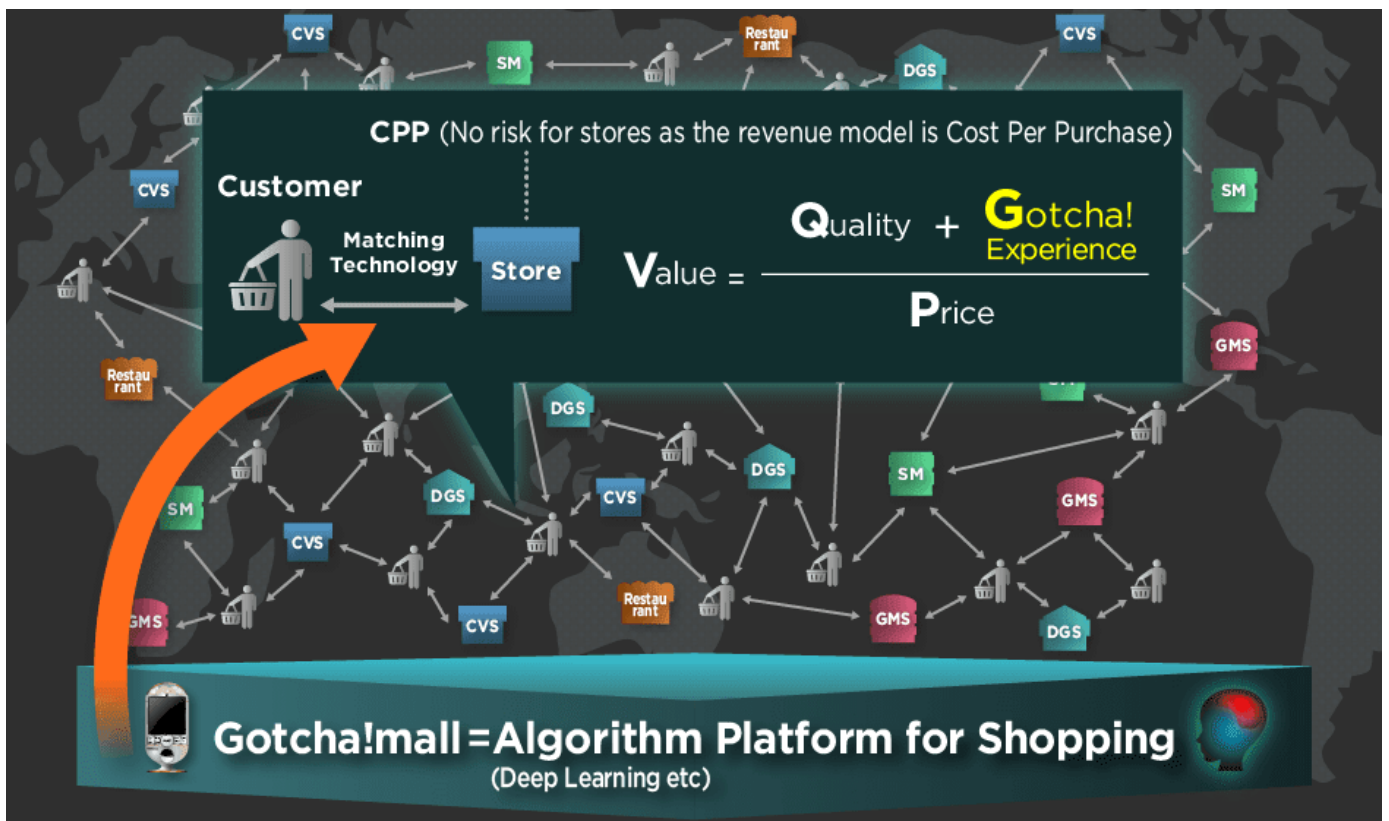 CVS
CVS
Restau
rant
SM
DGS
CPP (No risk for stores as the revenue model is Cost Per Purchase)
Customer
Matching
Technology
Store
Value =
Quality + Gotcha!
Experience
Price
CVS
SM
GMS
Restau
rant
DGS
SM
DGS
SM
DGS
CVS
GMS
SM
CVS
Restau
rant
GMS
GMS
CVS
DGS
Gotcha!mall=Algorithm Platform for Shopping
(Deep Learning etc)